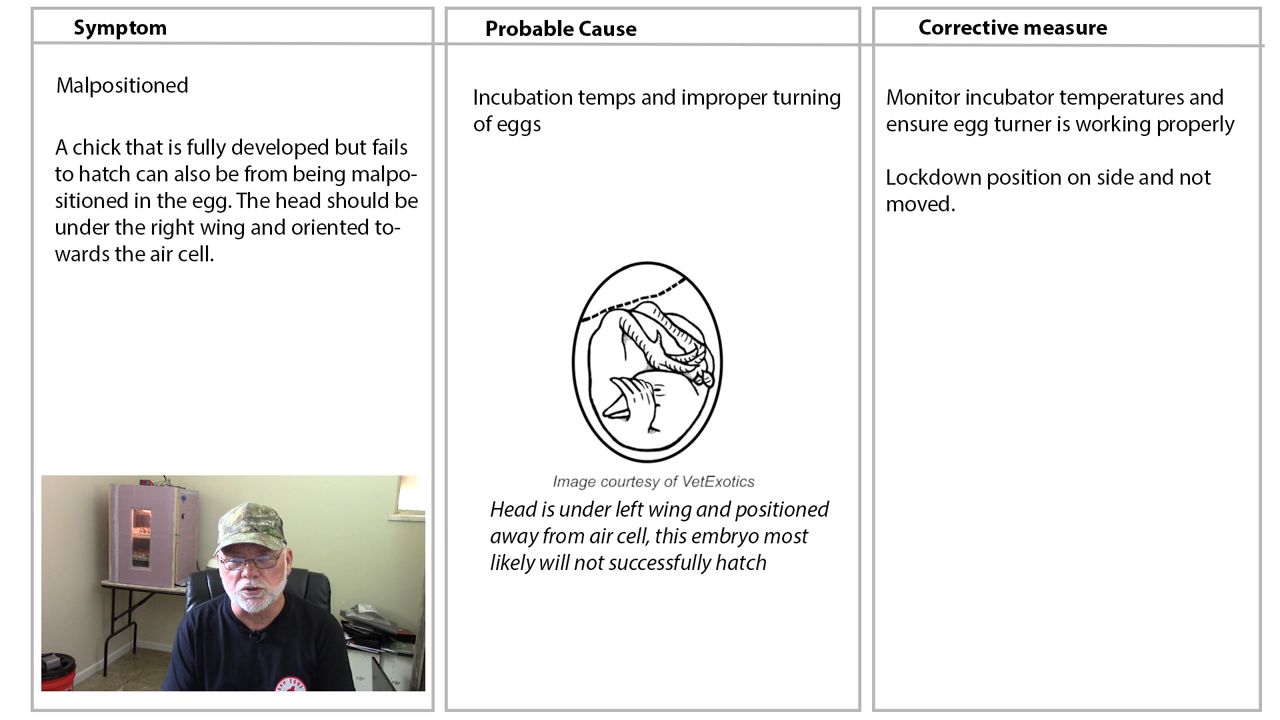 Symptom
Probable Cause
Corrective measure
Malpositioned
A chick that is fully developed but fails
to hatch can also be from being malpo-
sitioned in the egg. The head should be
under the right wing and oriented to-
wards the air cell.
Incubation temps and improper turning
of eggs
Image courtesy of VetExotics
Head is under left wing and positioned
away from air cell, this embryo most
likely will not successfully hatch
Monitor incubator temperatures and
ensure egg turner is working properly
Lockdown position on side and not
moved.